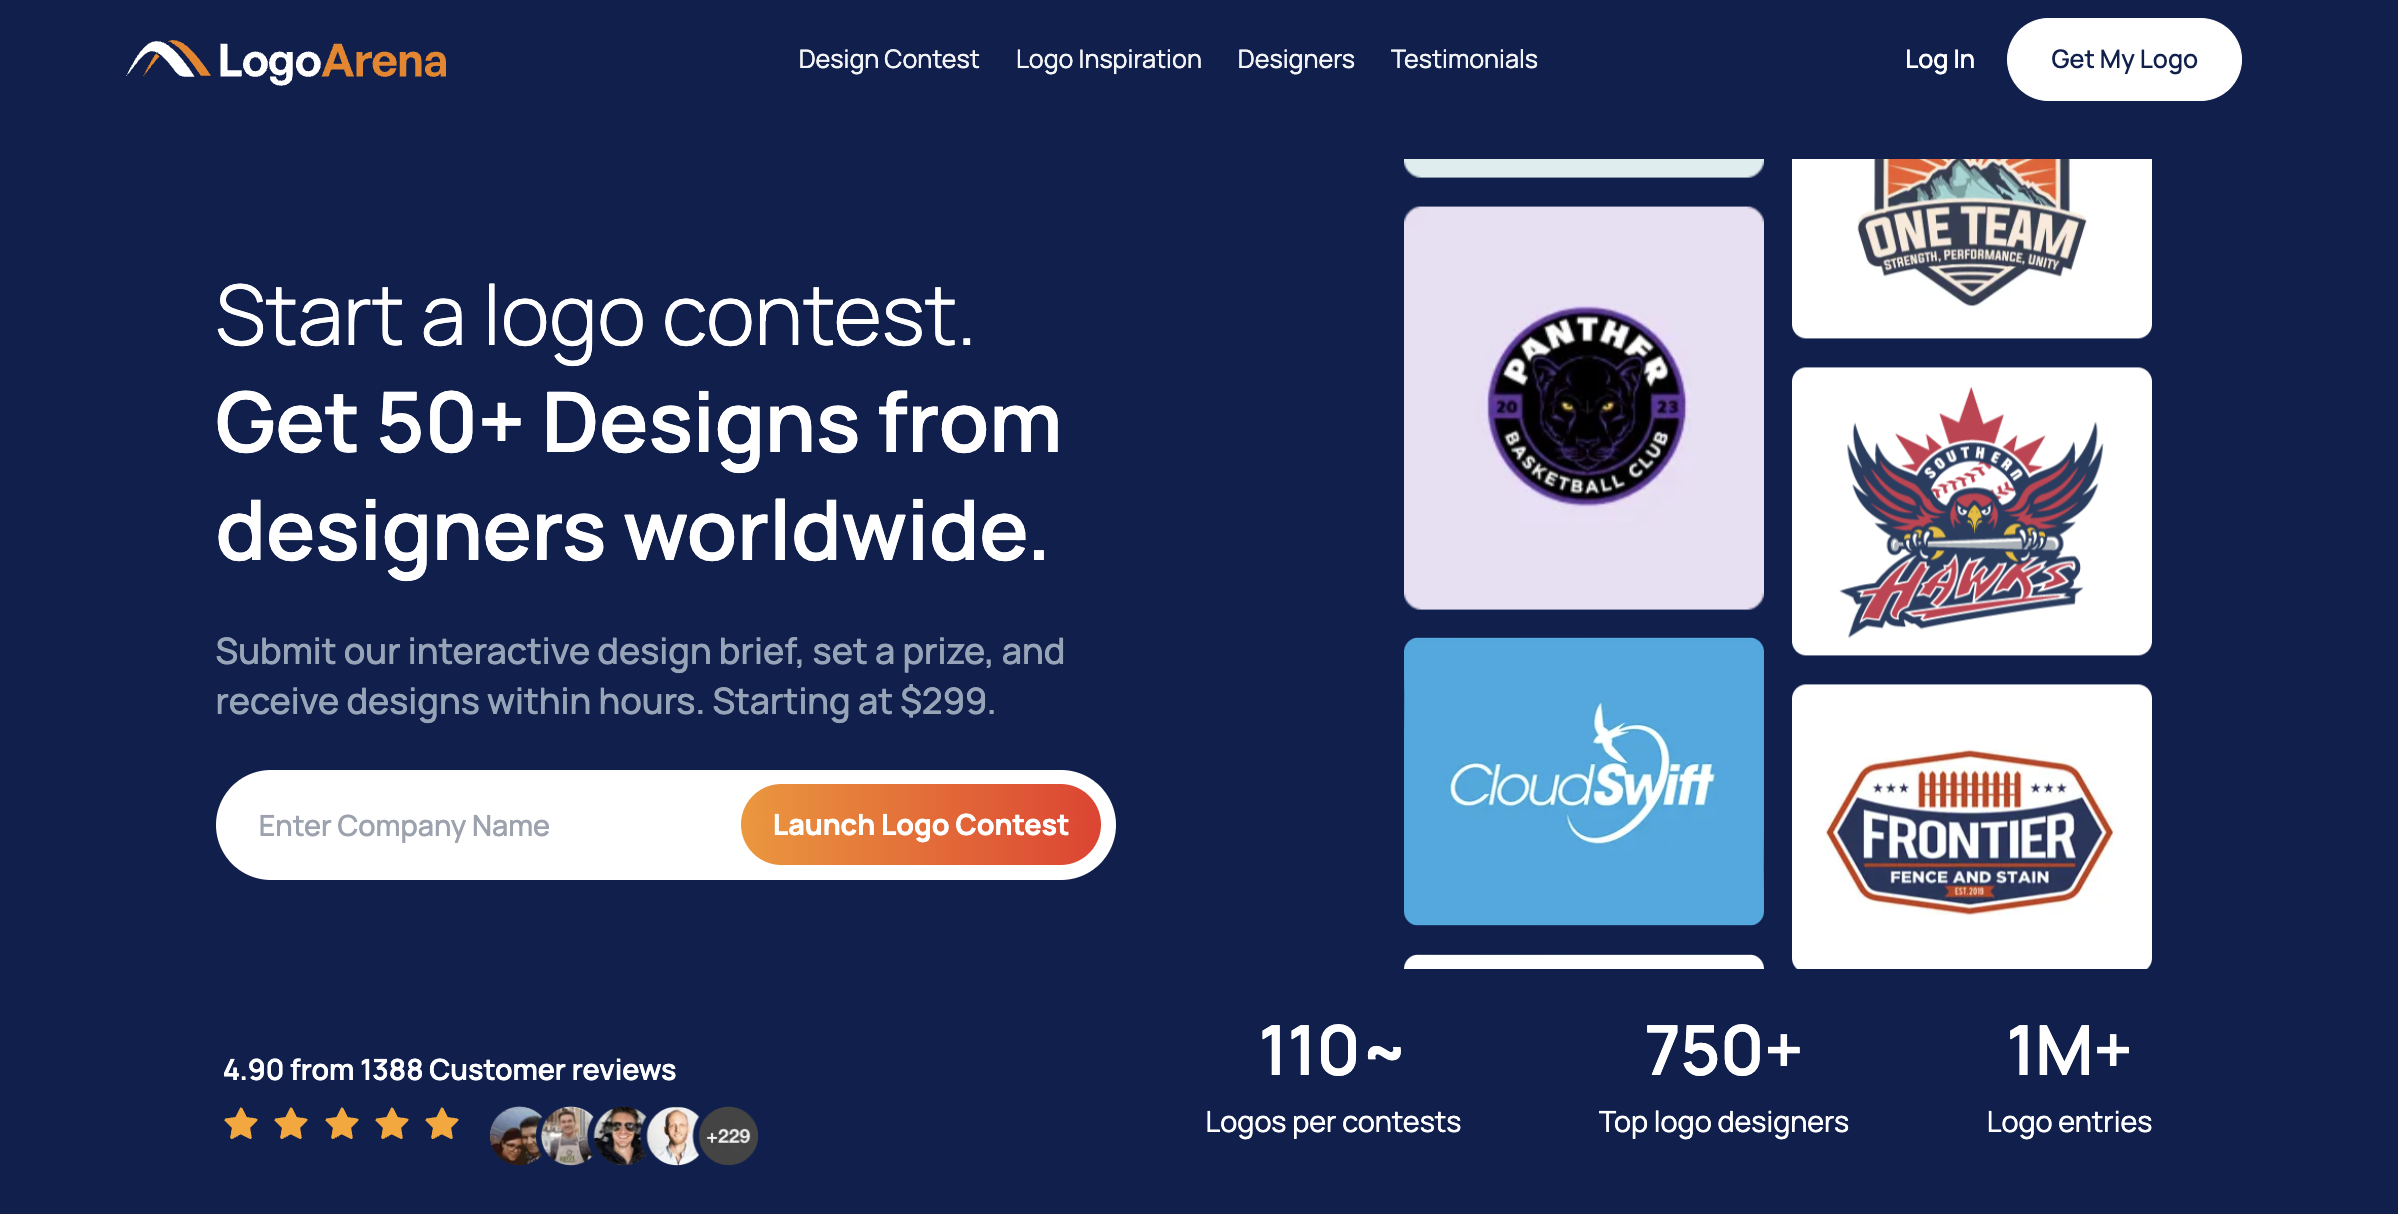 LogoArena
Design Contest
Logo Inspiration
Designers
Testimonials
Log In
Get My Logo
Start a logo contest.
Get 50+ Designs from
designers worldwide.
Submit our interactive design brief, set a prize, and
receive designs within hours. Starting at $299.
Enter Company Name
Launch Logo Contest
4.90 from 1388 Customer reviews
+229
PANTHER
20 23
BASKETBALL CLUB
CloudSwift
ONE TEAM
STRENGTH, PERFORMANCE, UNITY
SOUTHERN
HAWKS
FRONTIER
FENCE AND STAIN
EST. 2019
110~
Logos per contests
750+
Top logo designers
1M+
Logo entries